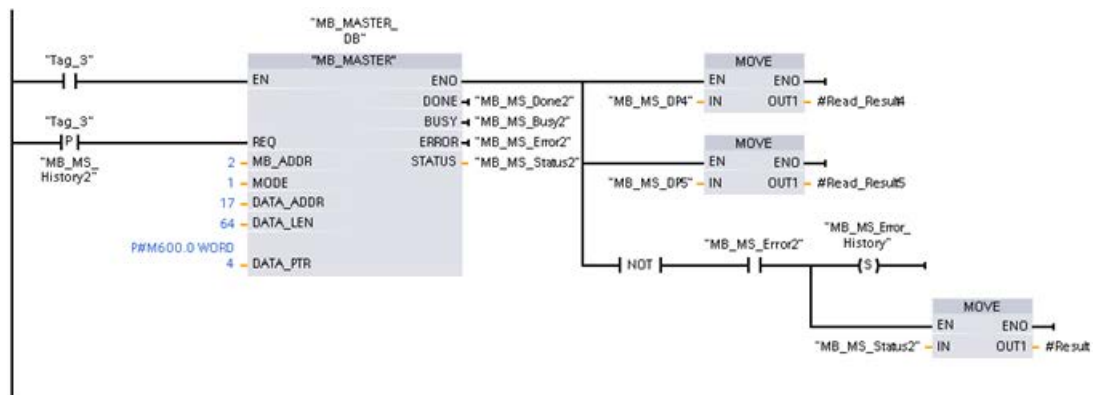 "MB_MASTER_
DB"
"Tag_3"
"MB_MASTER"
MOVE
EN
ENO
EN
ENO
DONE
"MB_MS_Done2"
"MB_MS_DP4"
IN
OUT1
#Read_Result4
"Tag_3"
BUSY
"MB_MS_Busy2"
P
REQ
ERROR
"MB_MS_Error2"
MOVE
"MB_MS_
History2"
2
MB_ADDR
STATUS
"MB_MS_Status2"
EN
ENO
1
MODE
"MB_MS_DP5"
IN
OUT1
#Read_Result5
17
DATA_ADDR
64
DATA_LEN
P#M600.0 WORD
4
DATA_PTR
"MB_MS_Error_
History"
"MB_MS_Error2"
NOT
S
MOVE
EN
ENO
"MB_MS_Status2"
IN
OUT1
#Result